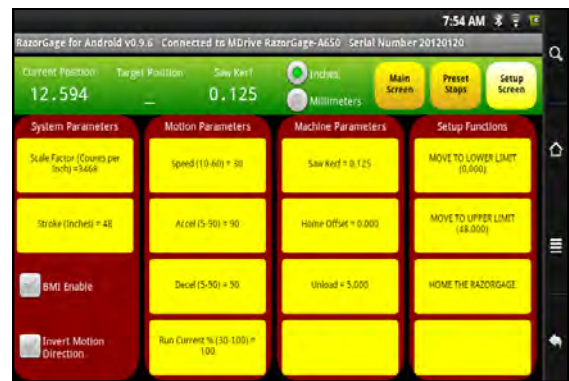 7:54 AM
RazorGage for Android v0.9.6 Connected to MDrive RazorGage-A650 Serial Number 20120120
Current Position Target Position Saw Kerf
12.594 _ 0.125
Inches
Millimeters
Main
Screen
Preset
Stops
Setup
Screen
System Parameters
Scale Factor (Counts per
Inch) =3468
Stroke (Inches) = 48
BMI Enable
Invert Motion
Direction
Motion Parameters
Speed (10-60) = 30
Accel (5-90) = 90
Decel (5-90) = 90
Run Current % (30-100) =
100
Machine Parameters
Saw Kerf = 0.125
Home Offset = 0.000
Unload = 5.000
Setup Functions
MOVE TO LOWER LIMIT
(0.000)
MOVE TO UPPER LIMIT
(48.000)
HOME THE RAZORGAGE